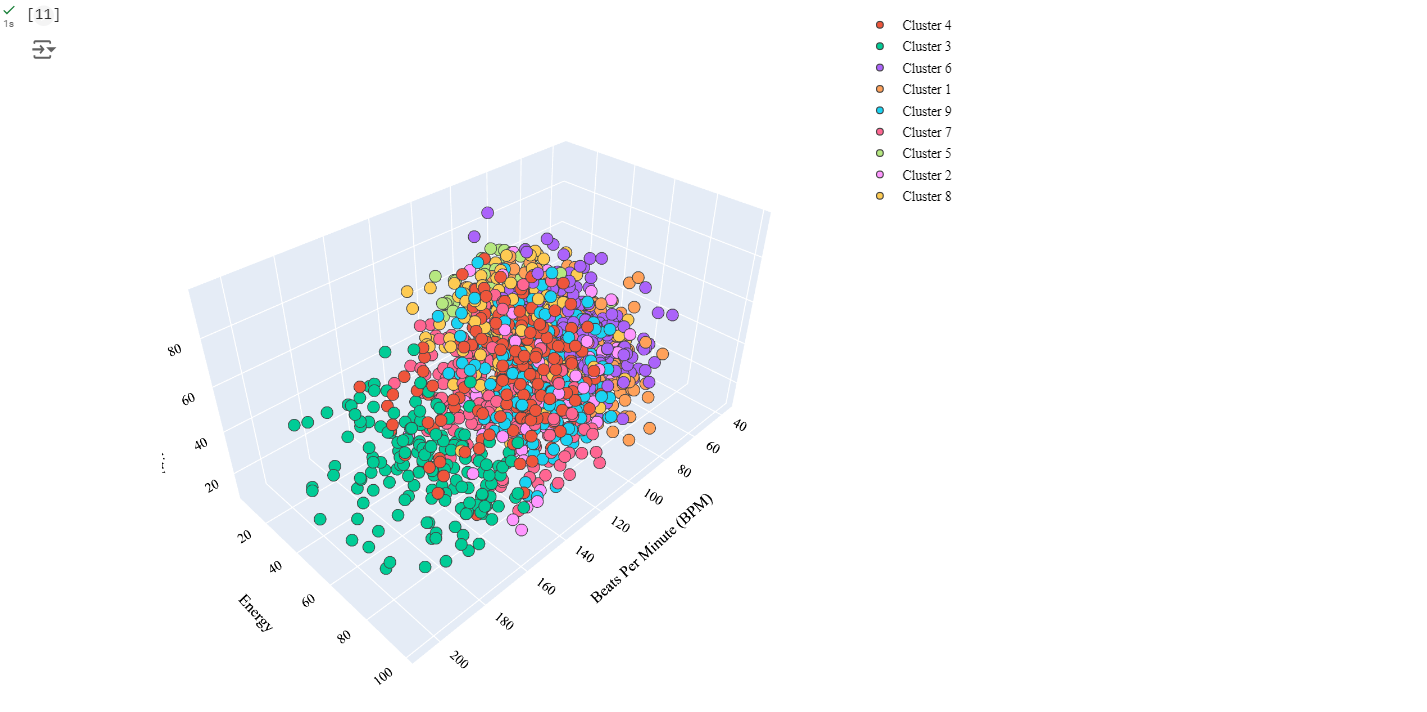 [11]
1s
Cluster 4
Cluster 3
Cluster 6
Cluster 1
Cluster 9
Cluster 7
Cluster 5
Cluster 2
Cluster 8
80
60
40
20
20
40
60
80
100
Energy
40
60
80
100
120
140
160
180
200
Beats Per Minute (BPM)